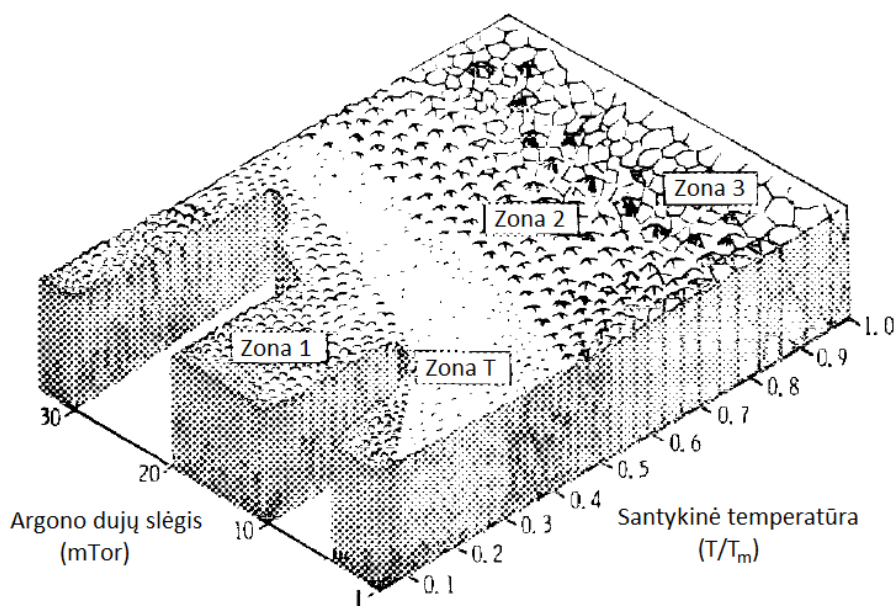 Zona 3
Zona 2
Zona 1
Zona T
1.0
0.9
0.8
0.7
0.6
0.5
0.4
0.3
0.2
0.1
30
20
10
1
Argono dujų slėgis
(mTor)
Santykinė temperatūra
(T/Tm)